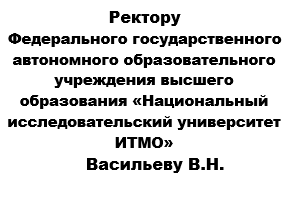 Ректору
Федерального государственного
автономного образовательного
учреждения высшего
образования «Национальный
исследовательский университет
ИТМО»
Васильеву В.Н.